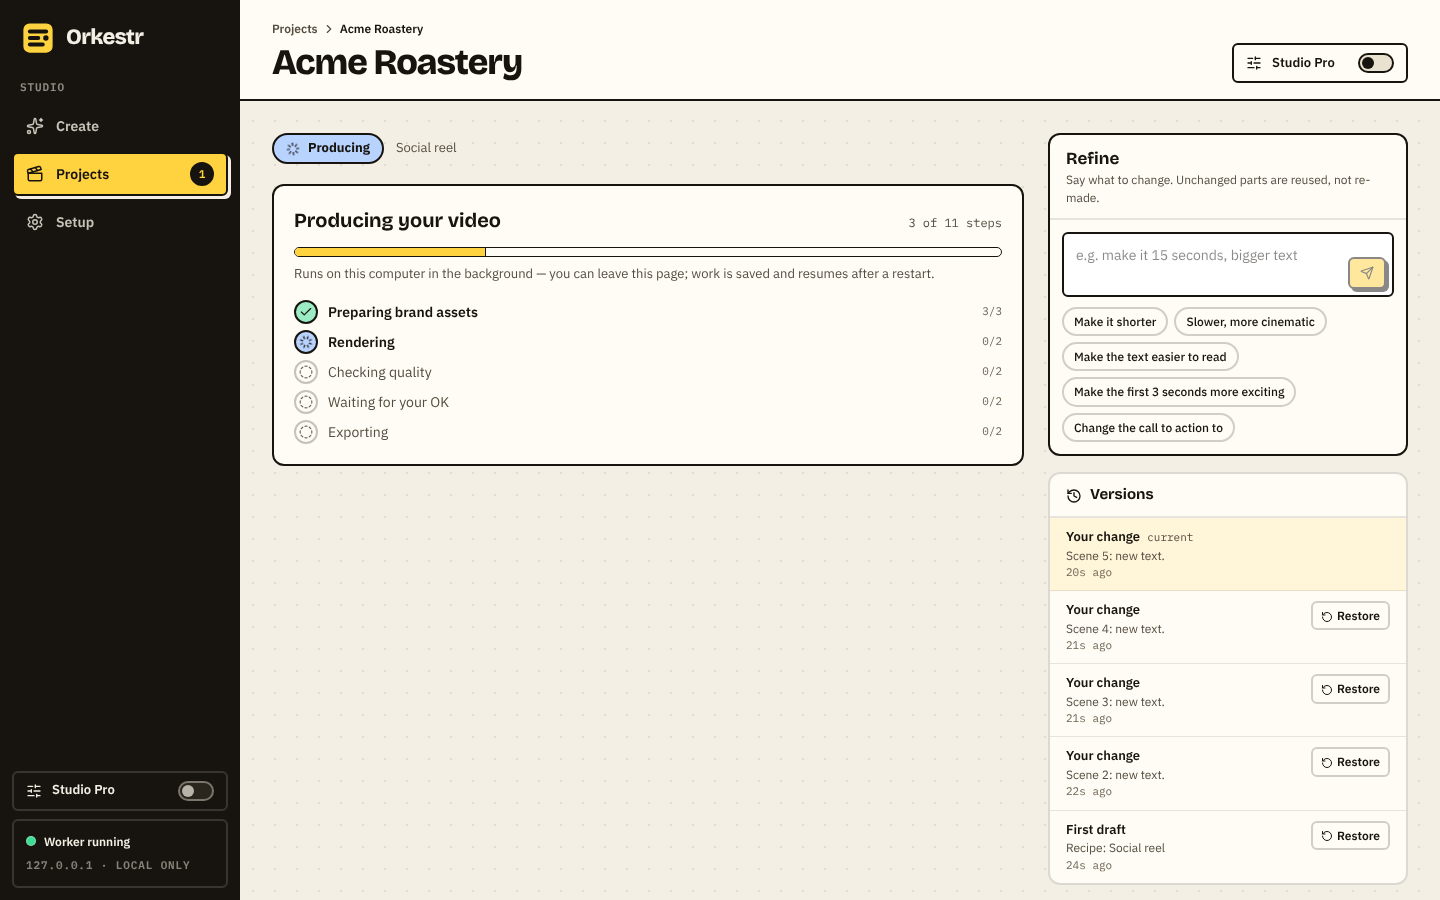 Orkestr
STUDIO
Create
Projects 1
Setup
Studio Pro
Worker running
127.0.0.1 · LOCAL ONLY
Projects > Acme Roastery
Acme Roastery
Studio Pro
Producing Social reel
Producing your video 3 of 11 steps
Runs on this computer in the background — you can leave this page; work is saved and resumes after a restart.
Preparing brand assets 3/3
Rendering 0/2
Checking quality 0/2
Waiting for your OK 0/2
Exporting 0/2
Refine
Say what to change. Unchanged parts are reused, not re-
made.
e.g. make it 15 seconds, bigger text
Make it shorter Slower, more cinematic
Make the text easier to read
Make the first 3 seconds more exciting
Change the call to action to
Versions
Your change current
Scene 5: new text.
20s ago
Your change Restore
Scene 4: new text.
21s ago
Your change Restore
Scene 3: new text.
21s ago
Your change Restore
Scene 2: new text.
22s ago
First draft Restore
Recipe: Social reel
24s ago